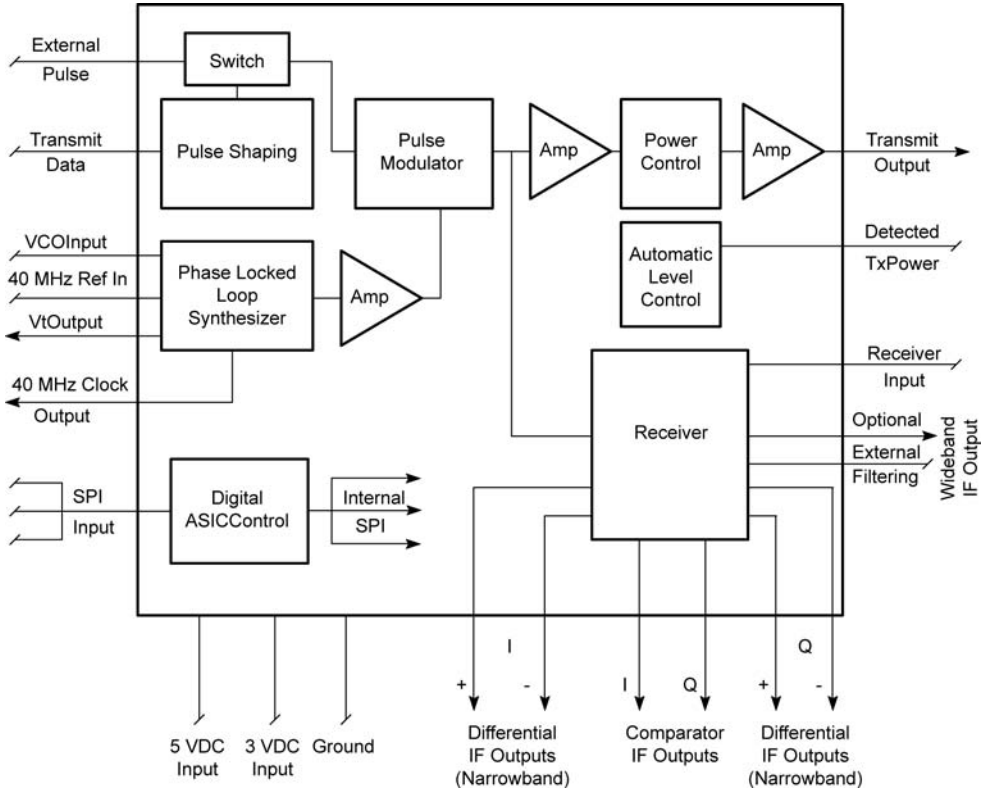 External
Pulse
Switch
Transmit
Data
Pulse Shaping
Pulse
Modulator
Amp
Power
Control
Amp
Transmit
Output
VCOInput
40 MHz Ref In
VtOutput
40 MHz Clock
Output
Phase Locked
Loop
Synthesizer
Amp
Automatic
Level
Control
Detected
TxPower
Receiver
Receiver
Input
Optional
External
Filtering
Wideband
IF Output
SPI
Input
Digital
ASICControl
Internal
SPI
I
Q
+
-
I
Q
+
-
5 VDC
Input
3 VDC
Input
Ground
Differential
IF Outputs
(Narrowband)
Comparator
IF Outputs
Differential
IF Outputs
(Narrowband)